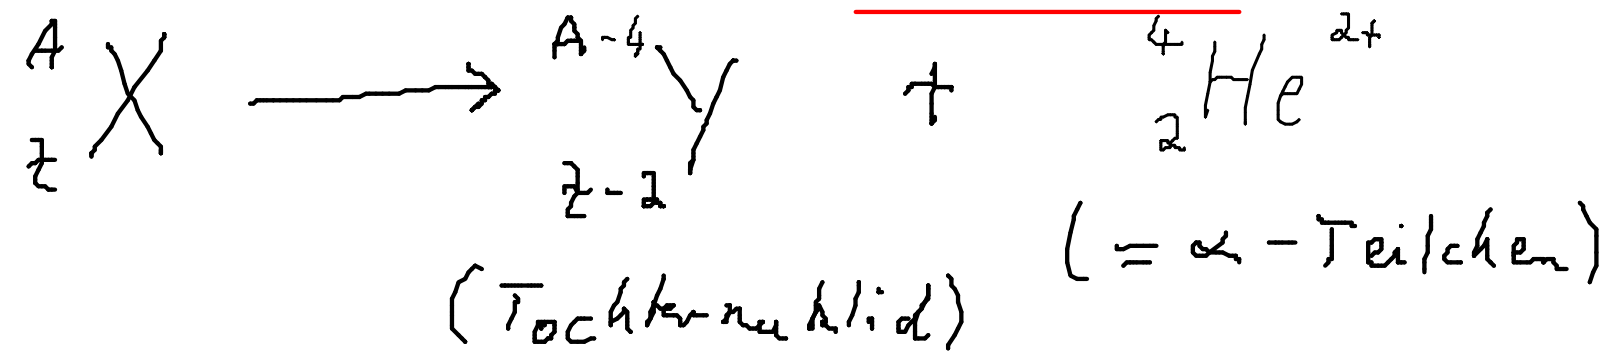 A X → A-4 Y + 4 He 2+
Z Z-2 2
(= α - Teilchen)
(Tochternuklid)